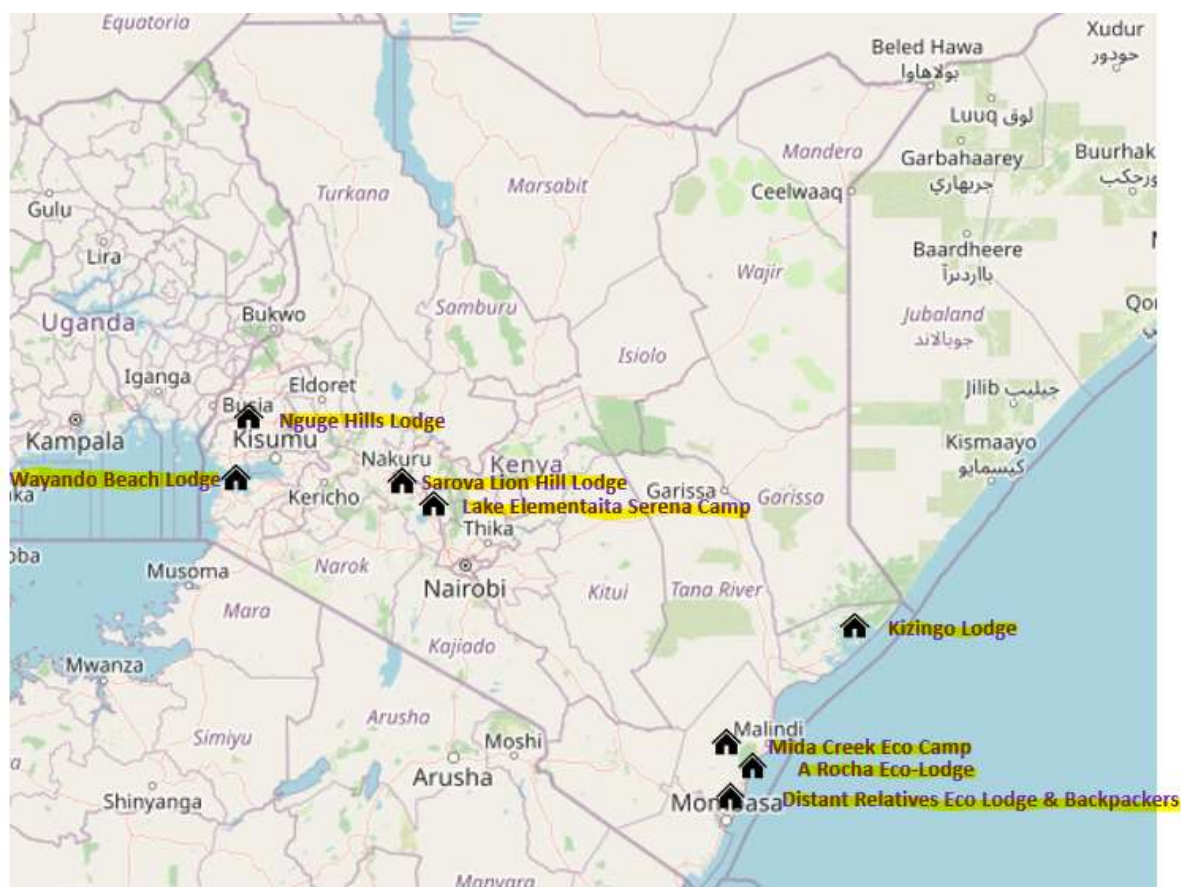 Equatoria
Xudur
حودور
Beled Hawa
بولاهاوا
Luuq لوق
Mandera
Garbahaarey
جربهاري
Buurhak
ورحكب
Turkana
Marsabit
Ceelwaaq
Gulu
Lira
Baardheere
بااردىرآ
Wajir
Samburu
Bukwo
Uganda
Jubaland
جوبالاند
Isiolo
Iganga
Eldoret
Jilib جيليب
Busia
Nguge Hills Lodge
Kampala
Kisumu
Kismaayo
كيسمايو
Nakuru
Kenya
Wayando Beach Lodge
Sarova Lion Hill Lodge
Kericho
Garissa
Garissa
Lake Elementaita Serena Camp
Thika
Musoma
Narok
Nairobi
Kitui
Tana River
Mara
Kizingo Lodge
Kajiado
Mwanza
Arusha
Malindi
Simiyu
Moshi
Mida Creek Eco Camp
Arusha
A Rocha Eco-Lodge
Shinyanga
Mombasa
Distant Relatives Eco Lodge & Backpackers
Manyara